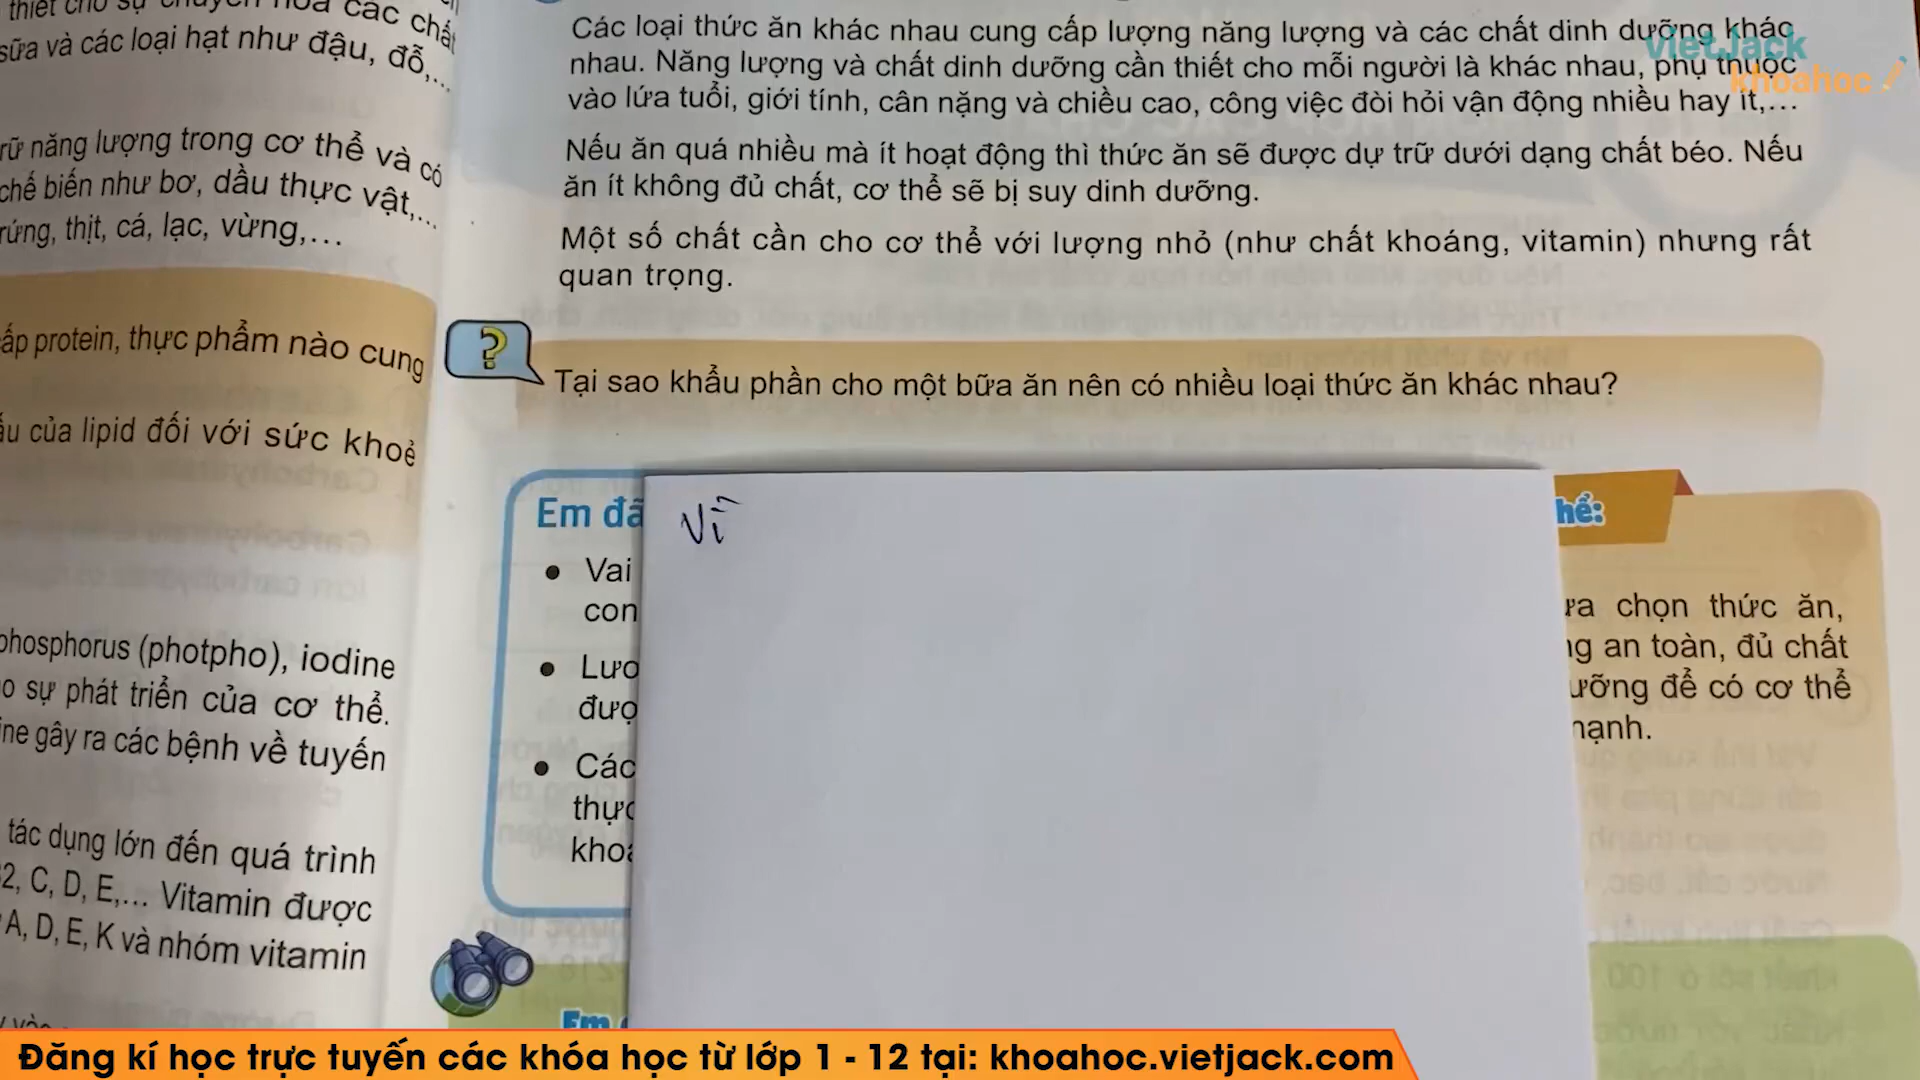 các chất
sữa và các loại hạt như đậu, đỗ,...
rữ năng lượng trong cơ thể và có
chế biến như bơ, dầu thực vật,...
rứng, thịt, cá, lạc, vừng,...
ấp protein, thực phẩm nào cung
ấu của lipid đối với sức khoẻ
phosphorus (photpho), iodine
o sự phát triển của cơ thể.
ine gây ra các bệnh về tuyến
tác dụng lớn đến quá trình
2, C, D, E,... Vitamin được
A, D, E, K và nhóm vitamin
Các loại thức ăn khác nhau cung cấp lượng năng lượng và các chất dinh dưỡng khác
nhau. Năng lượng và chất dinh dưỡng cần thiết cho mỗi người là khác nhau, phụ thuộc
vào lứa tuổi, giới tính, cân nặng và chiều cao, công việc đòi hỏi vận động nhiều hay ít,...
Nếu ăn quá nhiều mà ít hoạt động thì thức ăn sẽ được dự trữ dưới dạng chất béo. Nếu
ăn ít không đủ chất, cơ thể sẽ bị suy dinh dưỡng.
Một số chất cần cho cơ thể với lượng nhỏ (như chất khoáng, vitamin) nhưng rất
quan trọng.
?
Tại sao khẩu phần cho một bữa ăn nên có nhiều loại thức ăn khác nhau?
Em đã
Vai
con
Lươ
đượ
Các
thực
khoá
Vì
hể:
ựa chọn thức ăn,
ng an toàn, đủ chất
ưỡng để có cơ thể
mạnh.
Em
vietJack
khoahoc
Đăng kí học trực tuyến các khóa học từ lớp 1 - 12 tại: khoahoc.vietjack.com